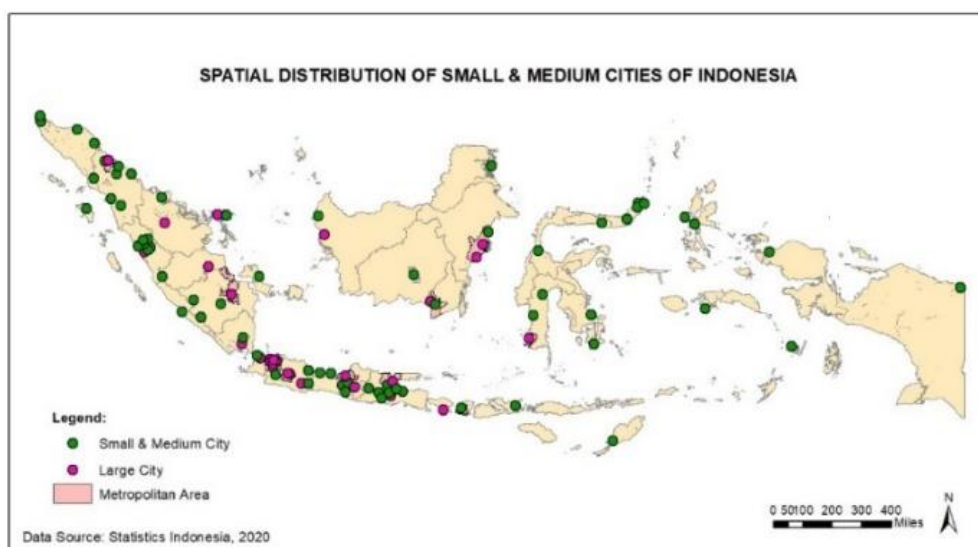 SPATIAL DISTRIBUTION OF SMALL & MEDIUM CITIES OF INDONESIA
Legend:
Small & Medium City
Large City
Metropolitan Area
Data Source: Statistics Indonesia, 2020
N
0 50100 200 300 400
Miles